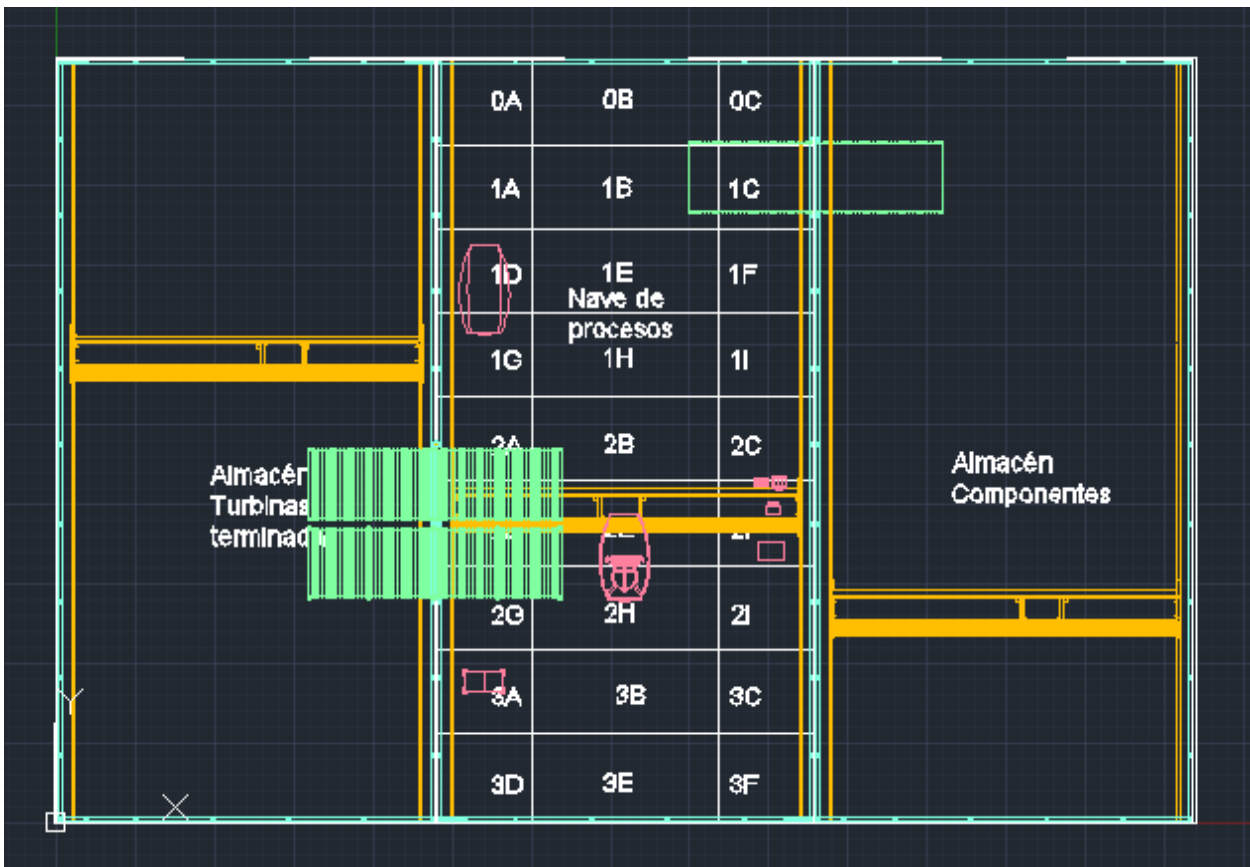 0A 0B 0C
1A 1B 1C
1D 1E 1F
Nave de
procesos
1G 1H 1I
2A 2B 2C
Almacén
Turbinas
Almacén
Componentes
2G 2H 2I
3A 3B 3C
3D 3E 3F
Y
X